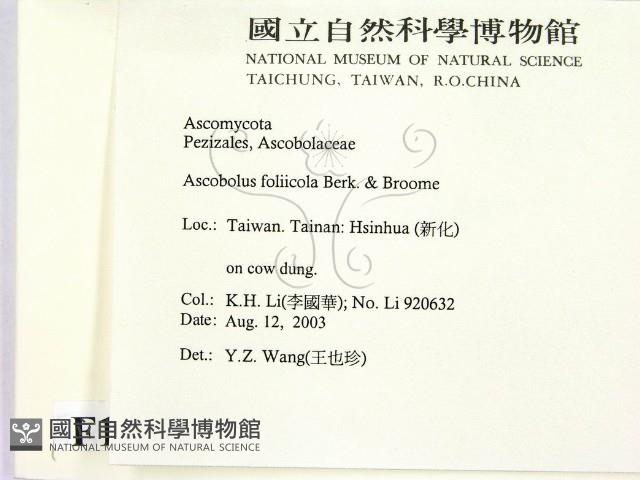 國立自然科學博物館
NATIONAL MUSEUM OF NATURAL SCIENCE
TAICHUNG, TAIWAN, R.O.CHINA
Ascomycota
Pezizales, Ascobolaceae
Ascobolus foliicola Berk. & Broome
Loc.: Taiwan. Tainan: Hsinhua (新化)
on cow dung.
Col.: K.H. Li(李國華); No. Li 920632
Date: Aug. 12, 2003
Det.: Y.Z. Wang(王也珍)
國立自然科學博物館
NATIONAL MUSEUM OF NATURAL SCIENCE